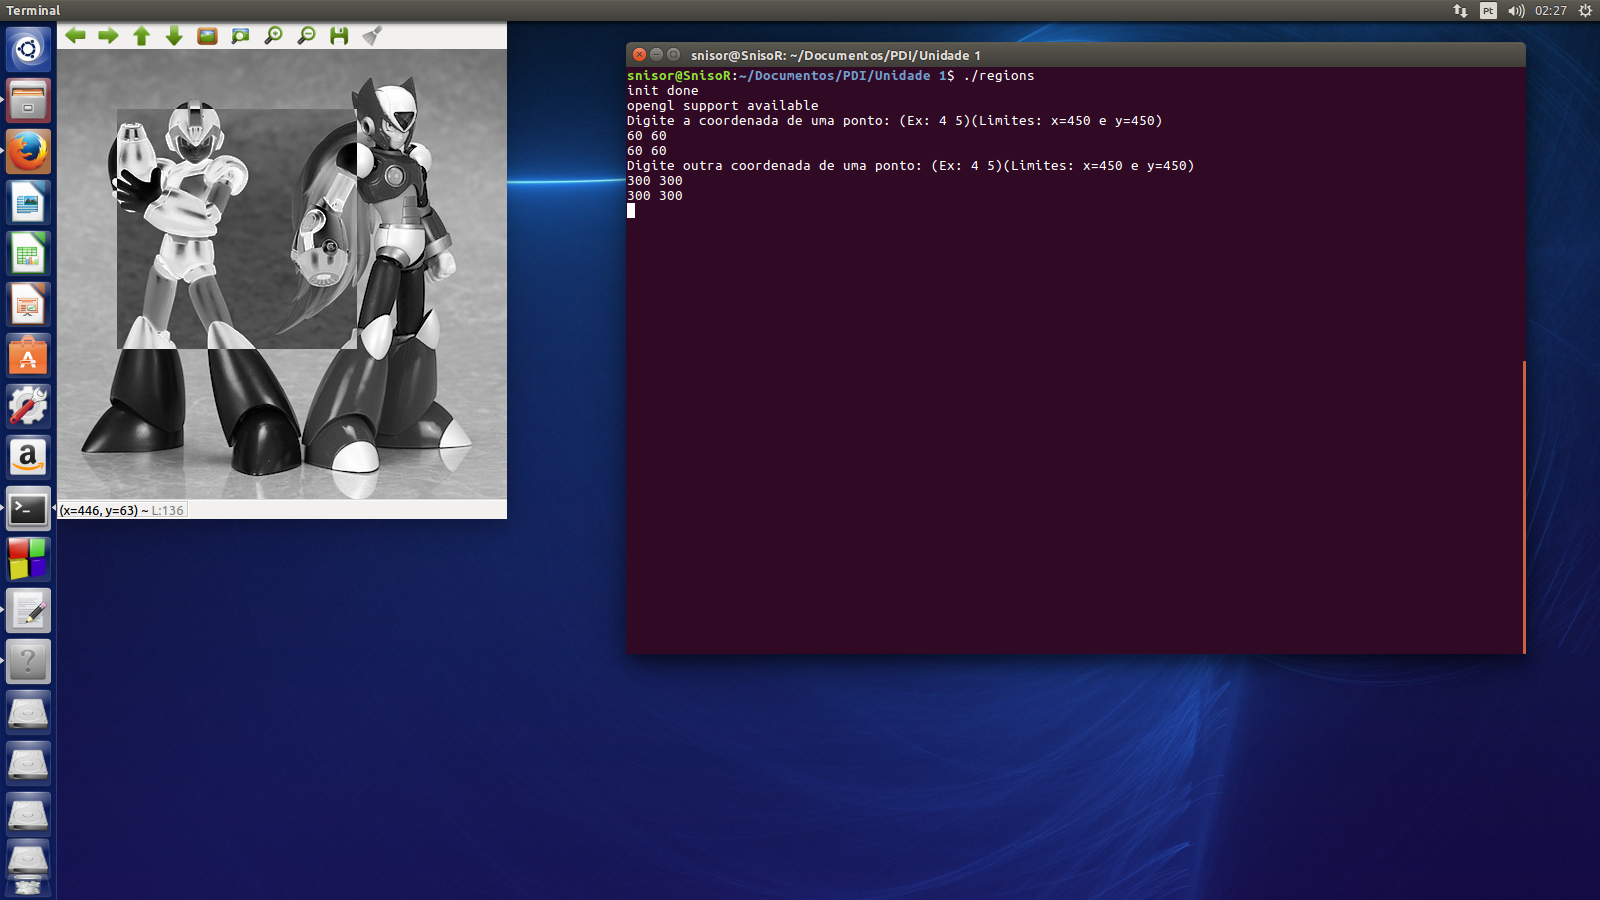 Terminal
Pt
02:27
snisor@SnisoR: ~/Documentos/PDI/Unidade 1
snisor@SnisoR:~/Documentos/PDI/Unidade 1$ ./regions
init done
opengl support available
Digite a coordenada de uma ponto: (Ex: 4 5)(Limites: x=450 e y=450)
60 60
60 60
Digite outra coordenada de uma ponto: (Ex: 4 5)(Limites: x=450 e y=450)
300 300
300 300
(x=446, y=63) ~ L:136